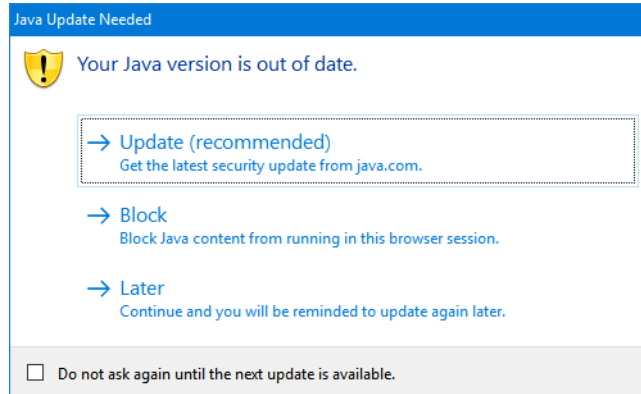 Java Update Needed
Your Java version is out of date.
Update (recommended)
Get the latest security update from java.com.
Block
Block Java content from running in this browser session.
Later
Continue and you will be reminded to update again later.
Do not ask again until the next update is available.